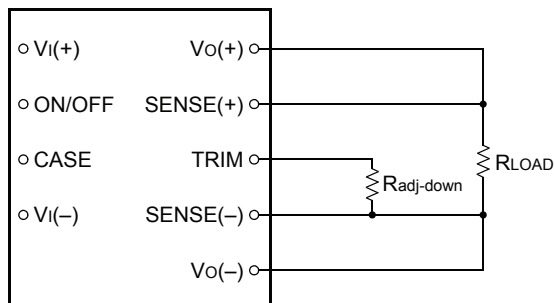 VI(+) VO(+)
ON/OFF SENSE(+)
CASE TRIM
RLOAD
Radj-down
VI(–) SENSE(–)
VO(–)